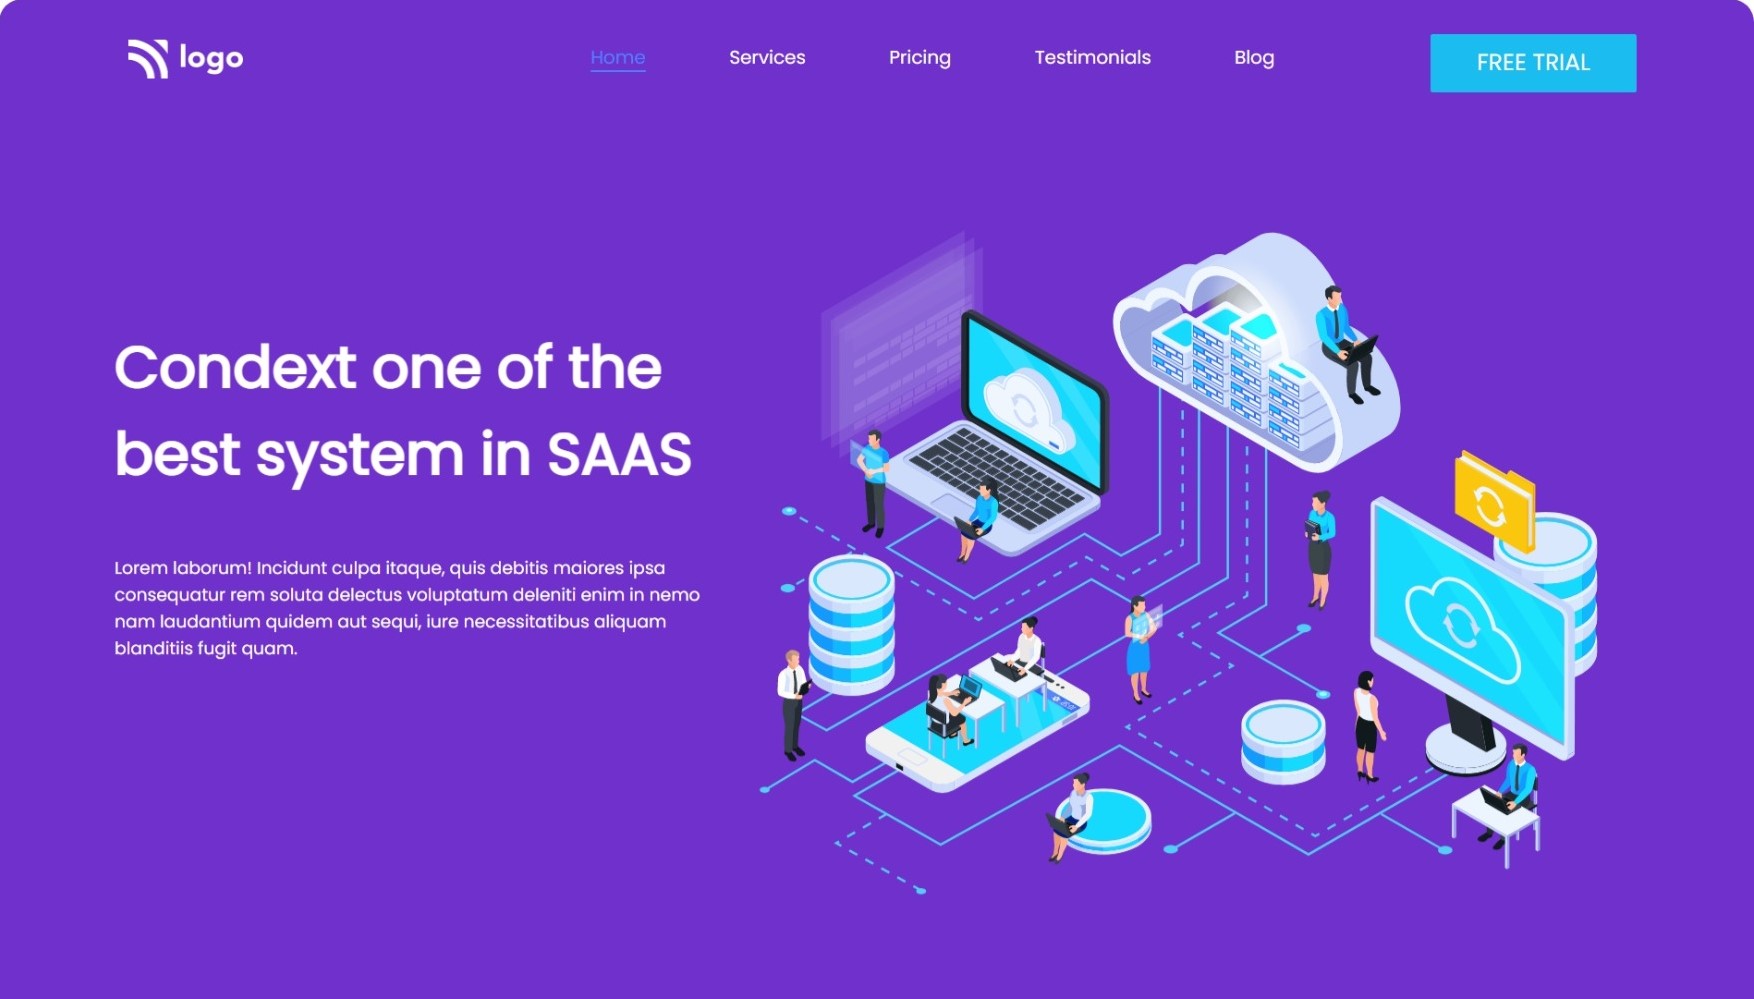 logo
Home
Services
Pricing
Testimonials
Blog
FREE TRIAL
Condext one of the
best system in SAAS
Lorem laborum! Incidunt culpa itaque, quis debitis maiores ipsa
consequatur rem soluta delectus voluptatum deleniti enim in nemo
nam laudantium quidem aut sequi, iure necessitatibus aliquam
blanditiis fugit quam.